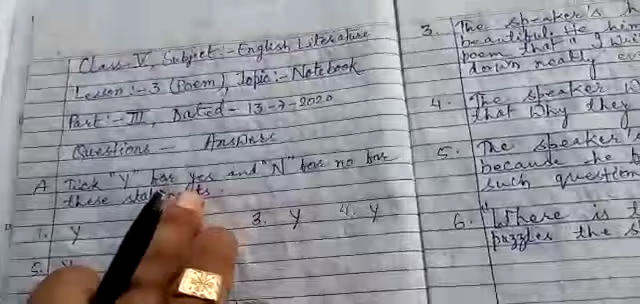 Class-V, Subject:- English Literature
Lesson:- 3 (Poem), Topic:- Notebook
Part:- III, Dated- 13-7-2020
Questions - Answers
A Tick "Y" for yes and "N" for no for
these
1. Y 3. Y 4. Y
5.
3. The speaker's
beautiful. He
poem that "I
down neatly
4. The speaker
that why they
5. The speaker
because he
such question
6. "Where is
puzzles the